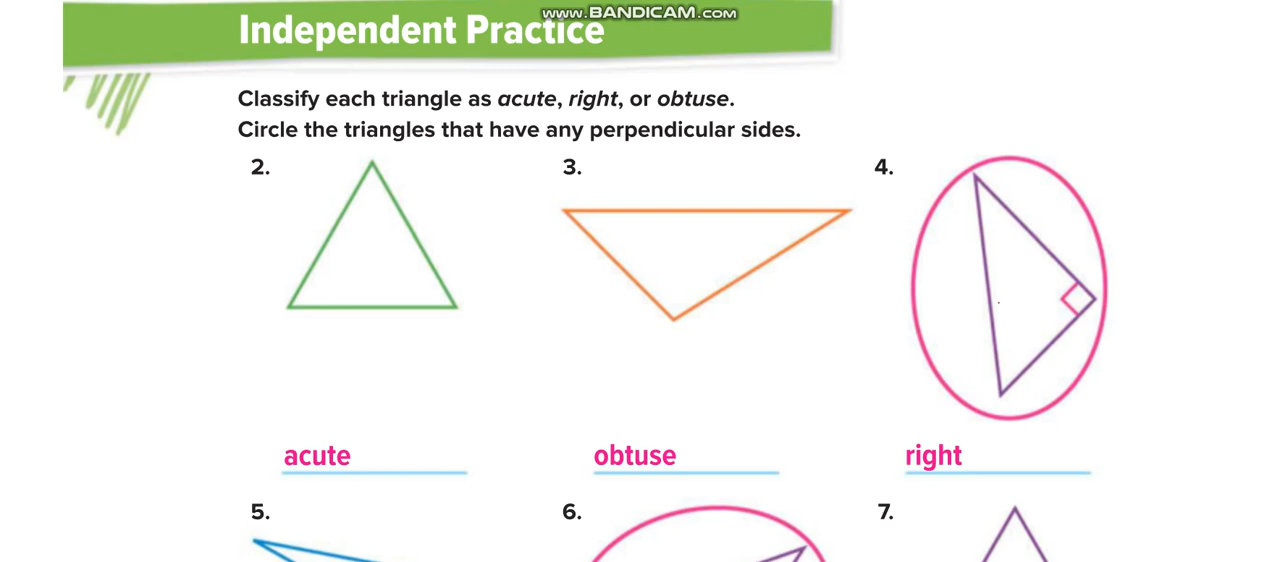 www.BANDICAM.com
Independent Practice
Classify each triangle as acute, right, or obtuse.
Circle the triangles that have any perpendicular sides.
2. 3. 4.
acute obtuse right
5. 6. 7.